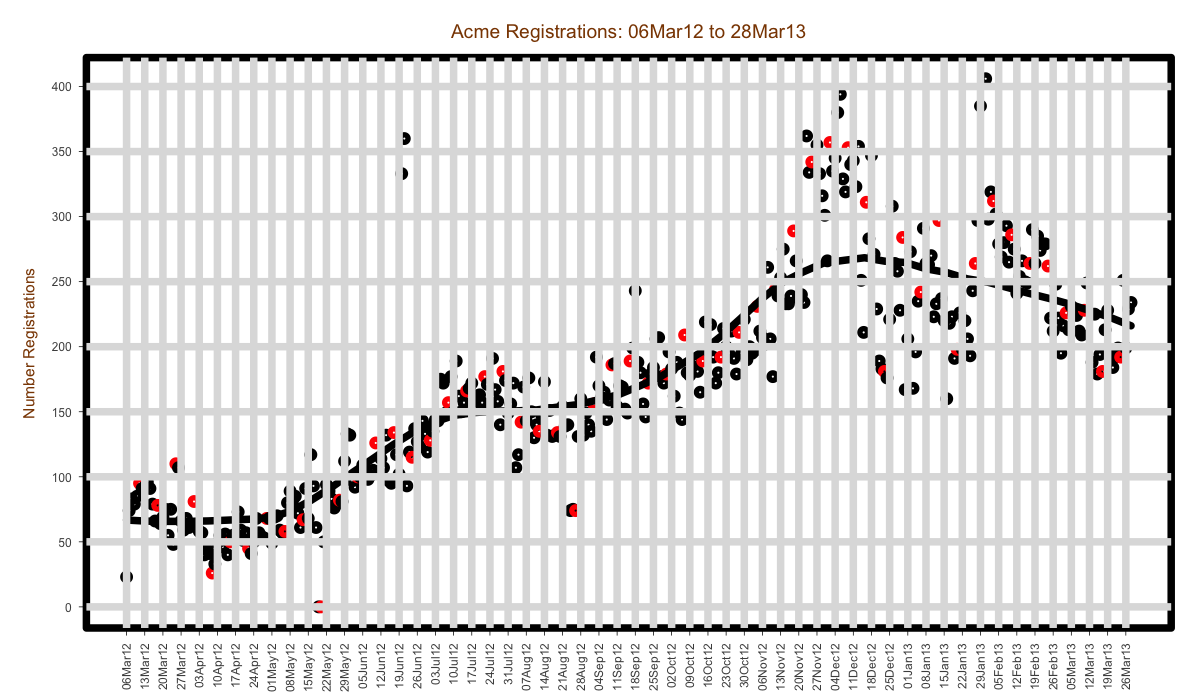 Acme Registrations: 06Mar12 to 28Mar13
Number Registrations
400
350
300
250
200
150
100
50
0
06Mar12
13Mar12
20Mar12
27Mar12
03Apr12
10Apr12
17Apr12
24Apr12
01May12
08May12
15May12
22May12
29May12
05Jun12
12Jun12
19Jun12
26Jun12
03Jul12
10Jul12
17Jul12
24Jul12
31Jul12
07Aug12
14Aug12
21Aug12
28Aug12
04Sep12
11Sep12
18Sep12
25Sep12
02Oct12
09Oct12
16Oct12
23Oct12
30Oct12
06Nov12
13Nov12
20Nov12
27Nov12
04Dec12
11Dec12
18Dec12
25Dec12
01Jan13
08Jan13
15Jan13
22Jan13
29Jan13
05Feb13
12Feb13
19Feb13
26Feb13
05Mar13
12Mar13
19Mar13
26Mar13